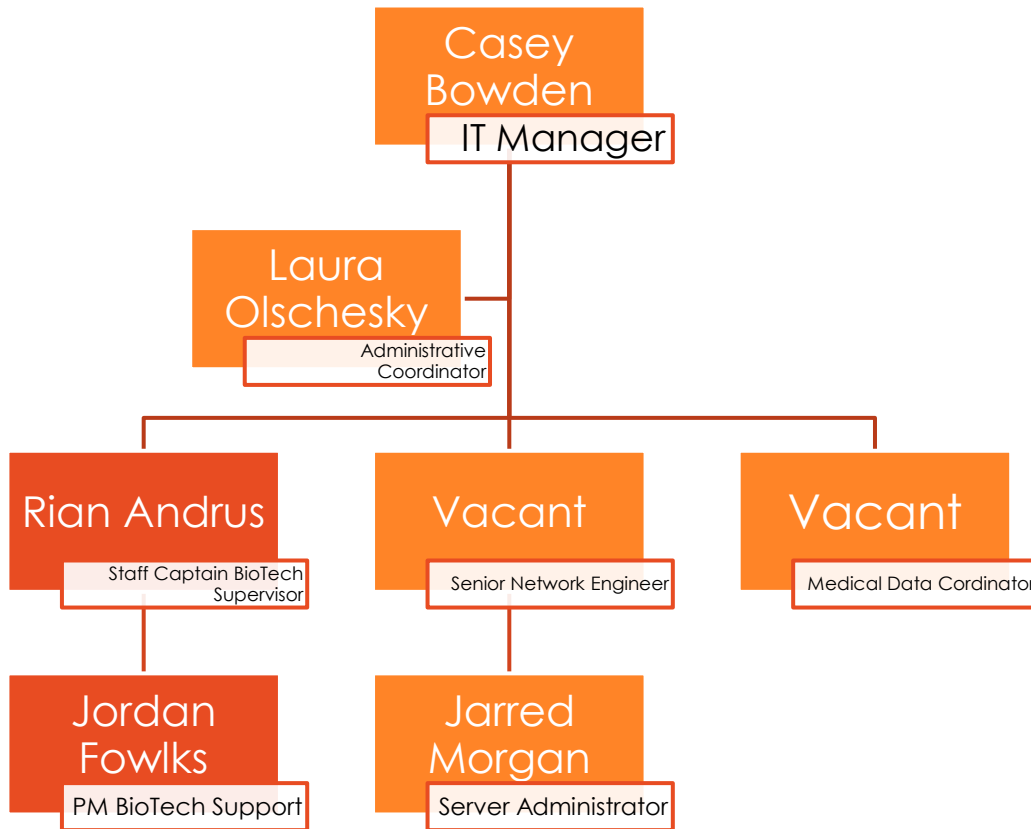 Casey
Bowden
IT Manager
Laura
Olschesky
Administrative
Coordinator
Rian Andrus
Staff Captain BioTech
Supervisor
Vacant
Senior Network Engineer
Vacant
Medical Data Cordinator
Jordan
Fowlks
PM BioTech Support
Jarred
Morgan
Server Administrator